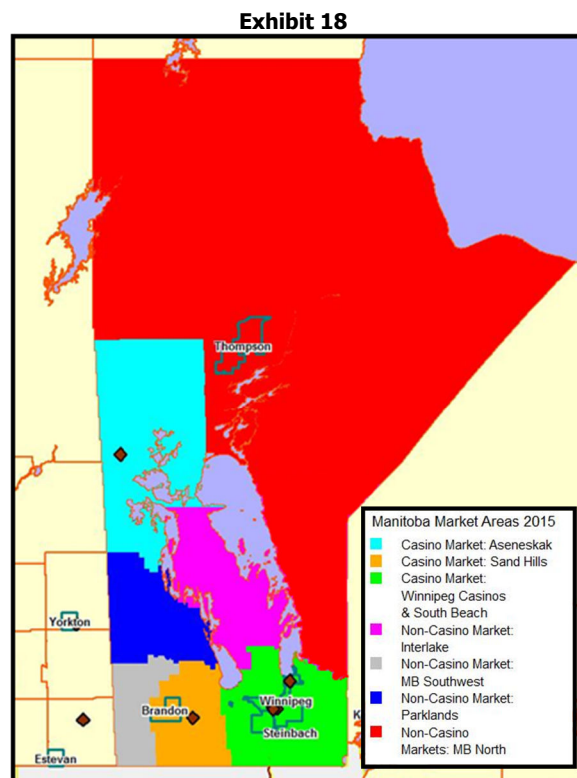 Exhibit 18
Thompson
Manitoba Market Areas 2015
Casino Market: Aseneskak
Casino Market: Sand Hills
Casino Market:
Winnipeg Casinos
& South Beach
Non-Casino Market:
Interlake
Non-Casino Market:
MB Southwest
Non-Casino Market:
Parklands
Non-Casino
Markets: MB North
Yorkton
Brandon
Winnipeg
Steinbach
K
Estevan